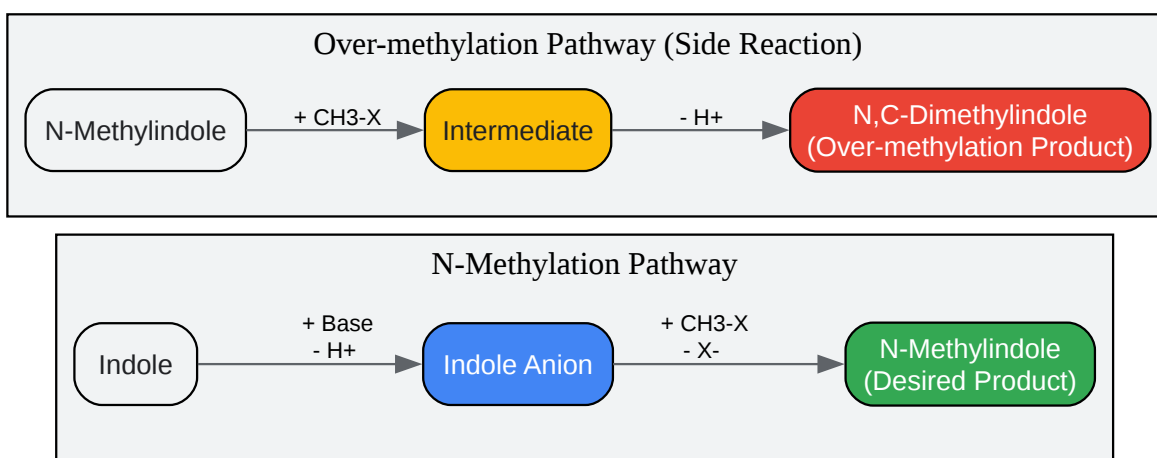 Over-methylation Pathway (Side Reaction)
N-Methylindole
+ CH3-X
Intermediate
- H+
N,C-Dimethylindole
(Over-methylation Product)
N-Methylation Pathway
Indole
+ Base
- H+
Indole Anion
+ CH3-X
- X-
N-Methylindole
(Desired Product)